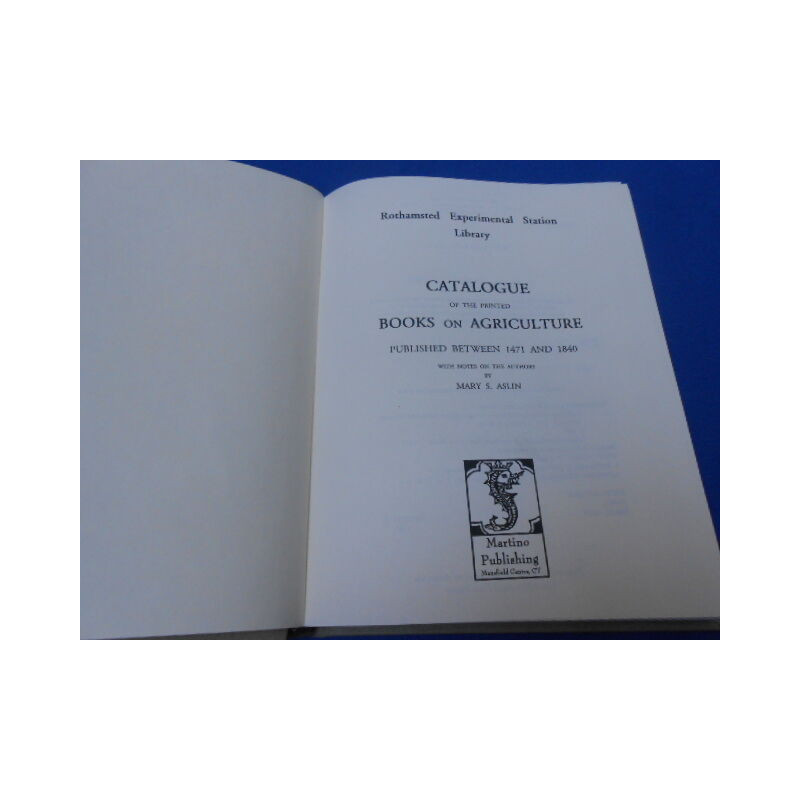 Rothamsted Experimental Station
Library
CATALOGUE
OF THE PRINTED
BOOKS ON AGRICULTURE
PUBLISHED BETWEEN 1471 AND 1840
WITH NOTES ON THE AUTHORS
BY
MARY S. ASLIN
Martino
Publishing
Mansfield Centre, CT